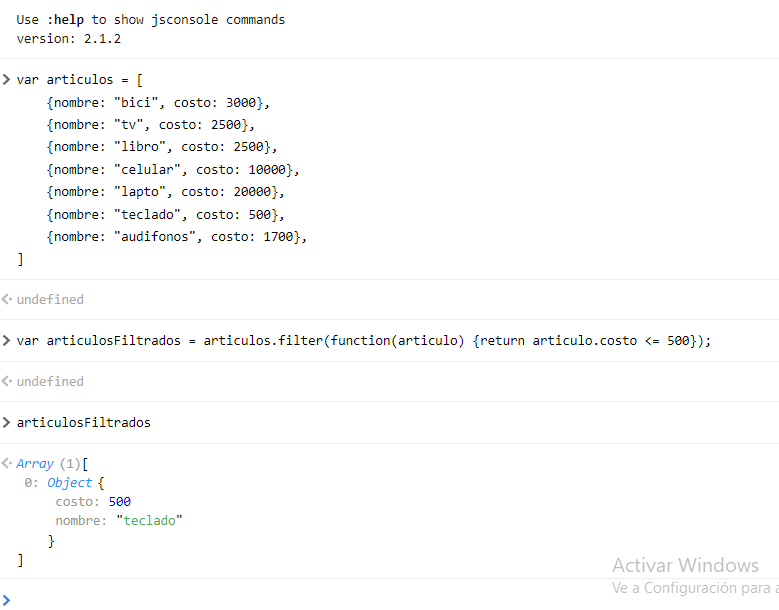 Use :help to show jsconsole commands
version: 2.1.2
> var articulos = [
    {nombre: "bici", costo: 3000},
    {nombre: "tv", costo: 2500},
    {nombre: "libro", costo: 2500},
    {nombre: "celular", costo: 10000},
    {nombre: "lapto", costo: 20000},
    {nombre: "teclado", costo: 500},
    {nombre: "audifonos", costo: 1700},
]
undefined
> var articulosFiltrados = articulos.filter(function(articulo) {return articulo.costo <= 500});
undefined
> articulosFiltrados
Array (1)[
0: Object {
costo: 500
nombre: "teclado"
}
]
Activar Windows
Ve a Configuración para
>